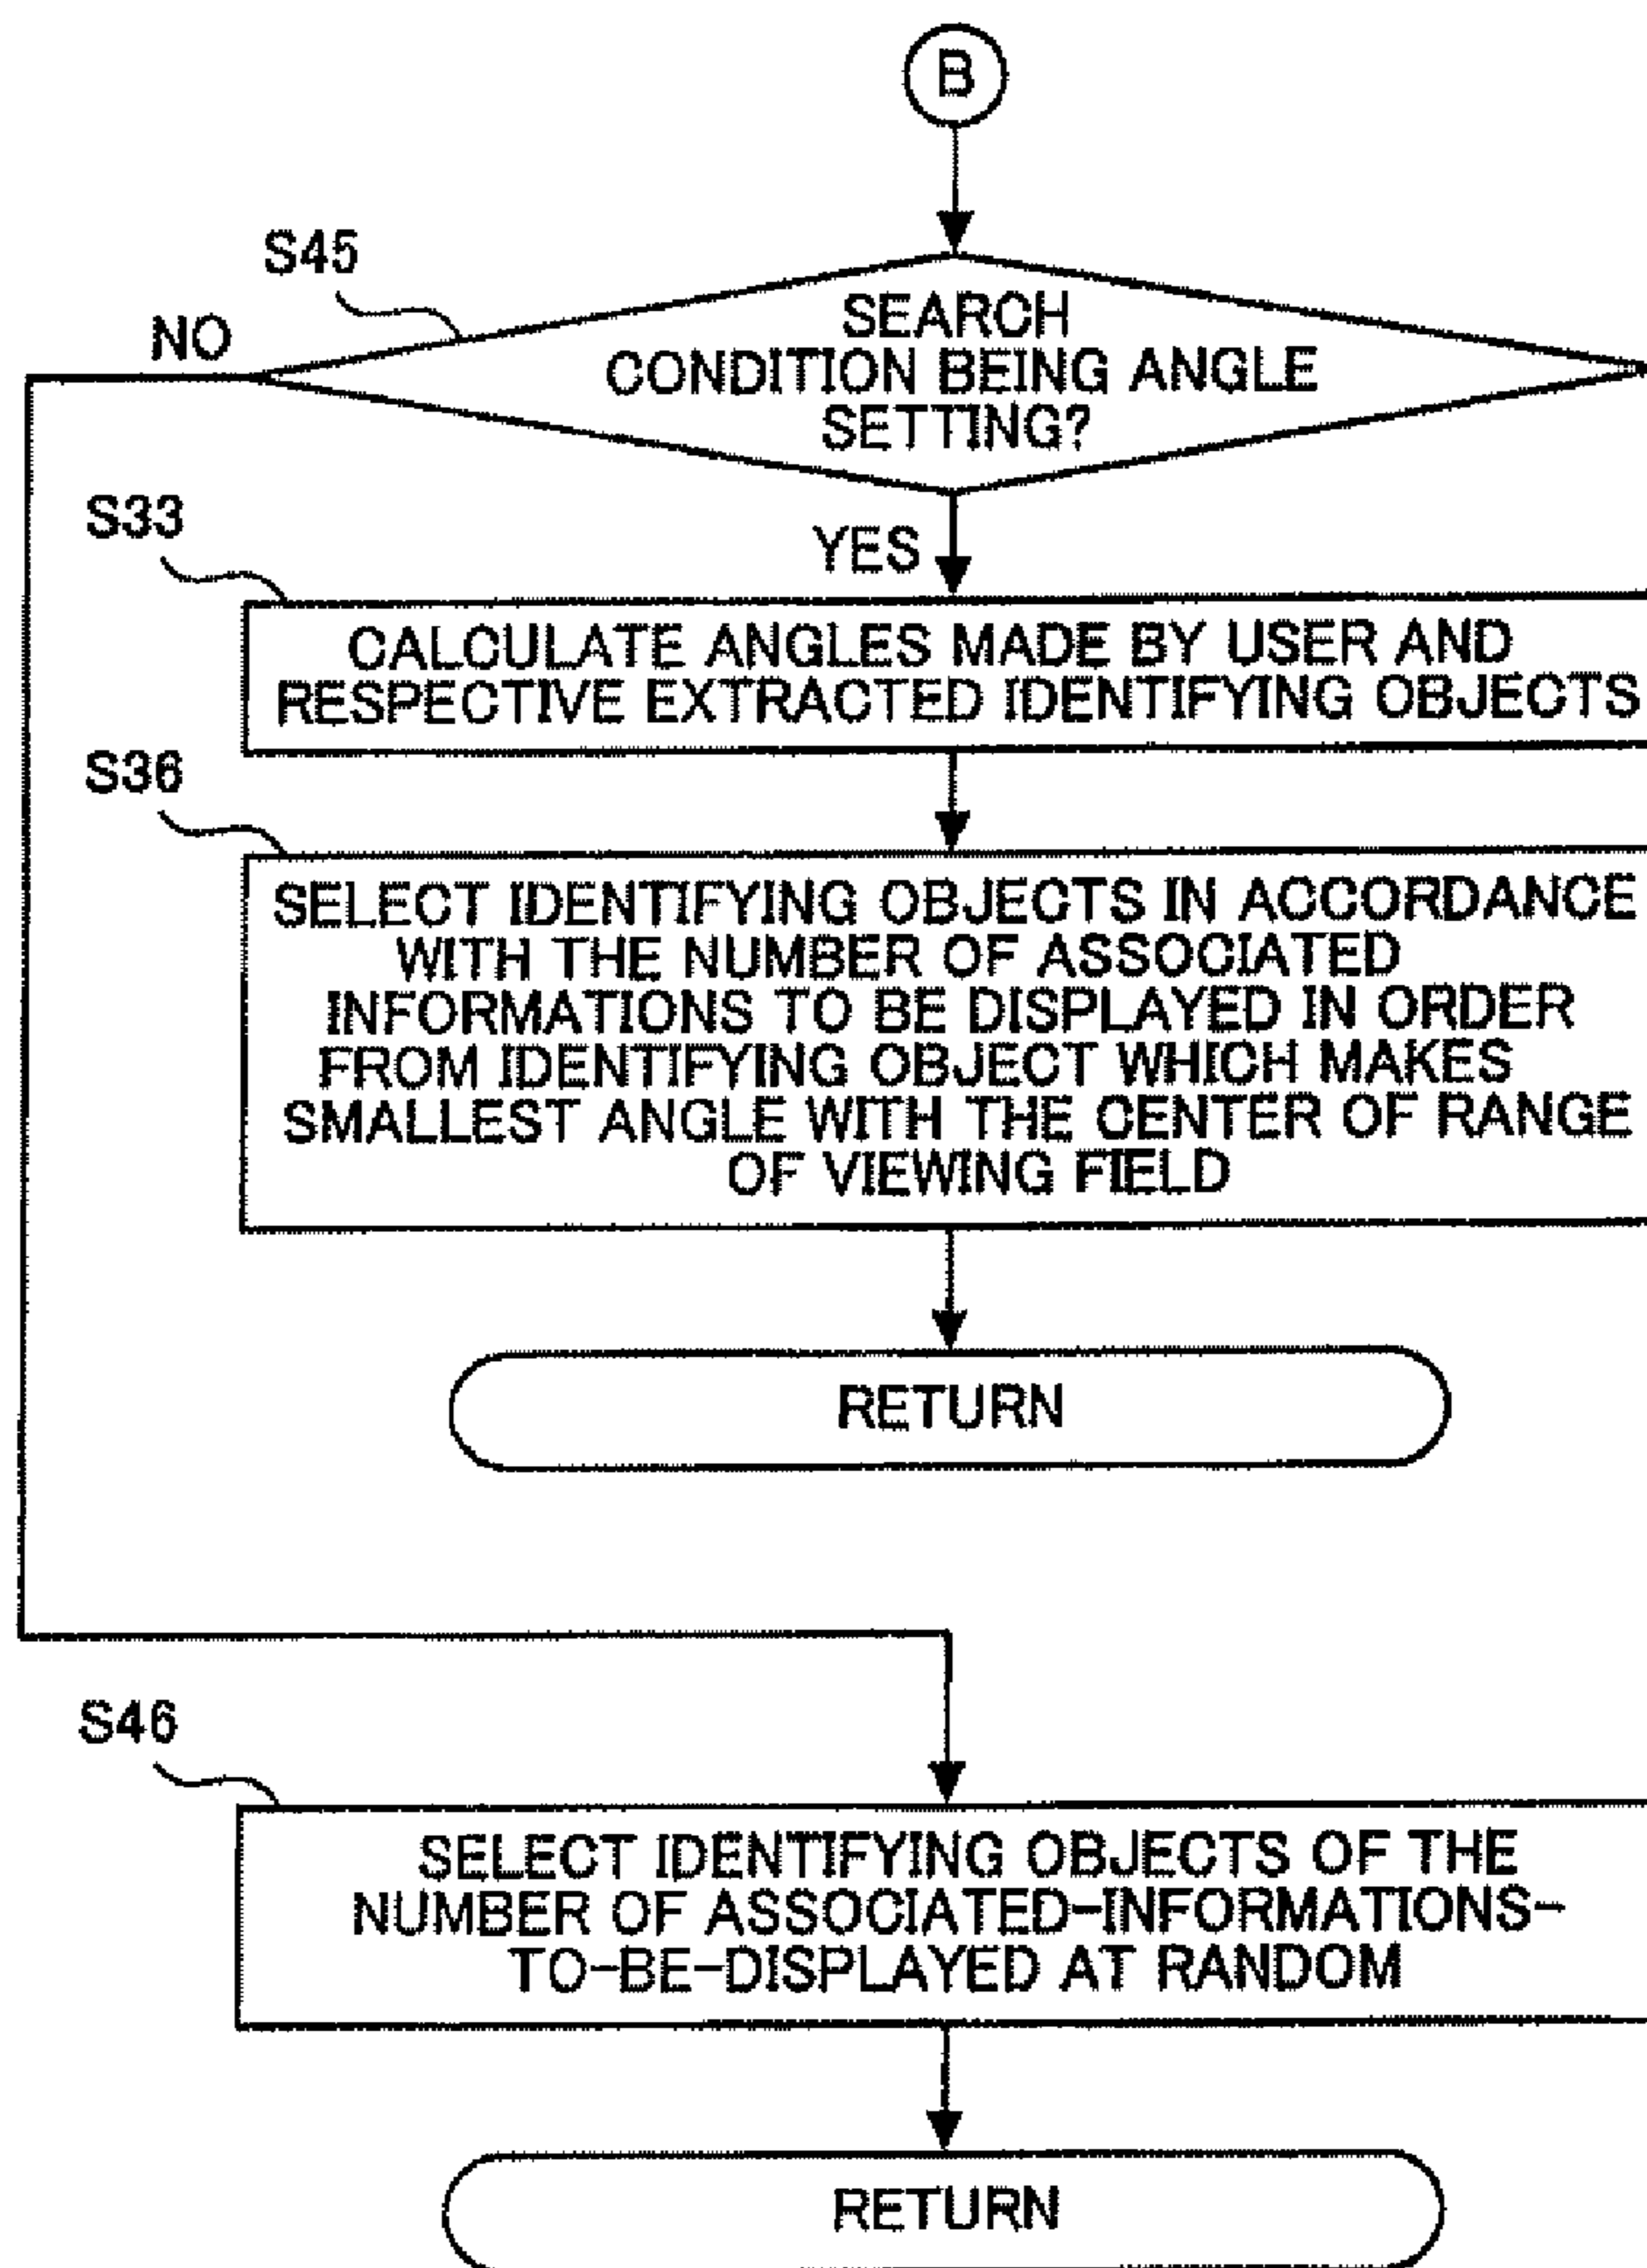 B
S45
NO
SEARCH
CONDITION BEING ANGLE
SETTING?
S33
YES
CALCULATE ANGLES MADE BY USER AND
RESPECTIVE EXTRACTED IDENTIFYING OBJECTS
S36
SELECT IDENTIFYING OBJECTS IN ACCORDANCE
WITH THE NUMBER OF ASSOCIATED
INFORMATIONS TO BE DISPLAYED IN ORDER
FROM IDENTIFYING OBJECT WHICH MAKES
SMALLEST ANGLE WITH THE CENTER OF RANGE
OF VIEWING FIELD
RETURN
S46
SELECT IDENTIFYING OBJECTS OF THE
NUMBER OF ASSOCIATED-INFORMATIONS-
TO-BE-DISPLAYED AT RANDOM
RETURN